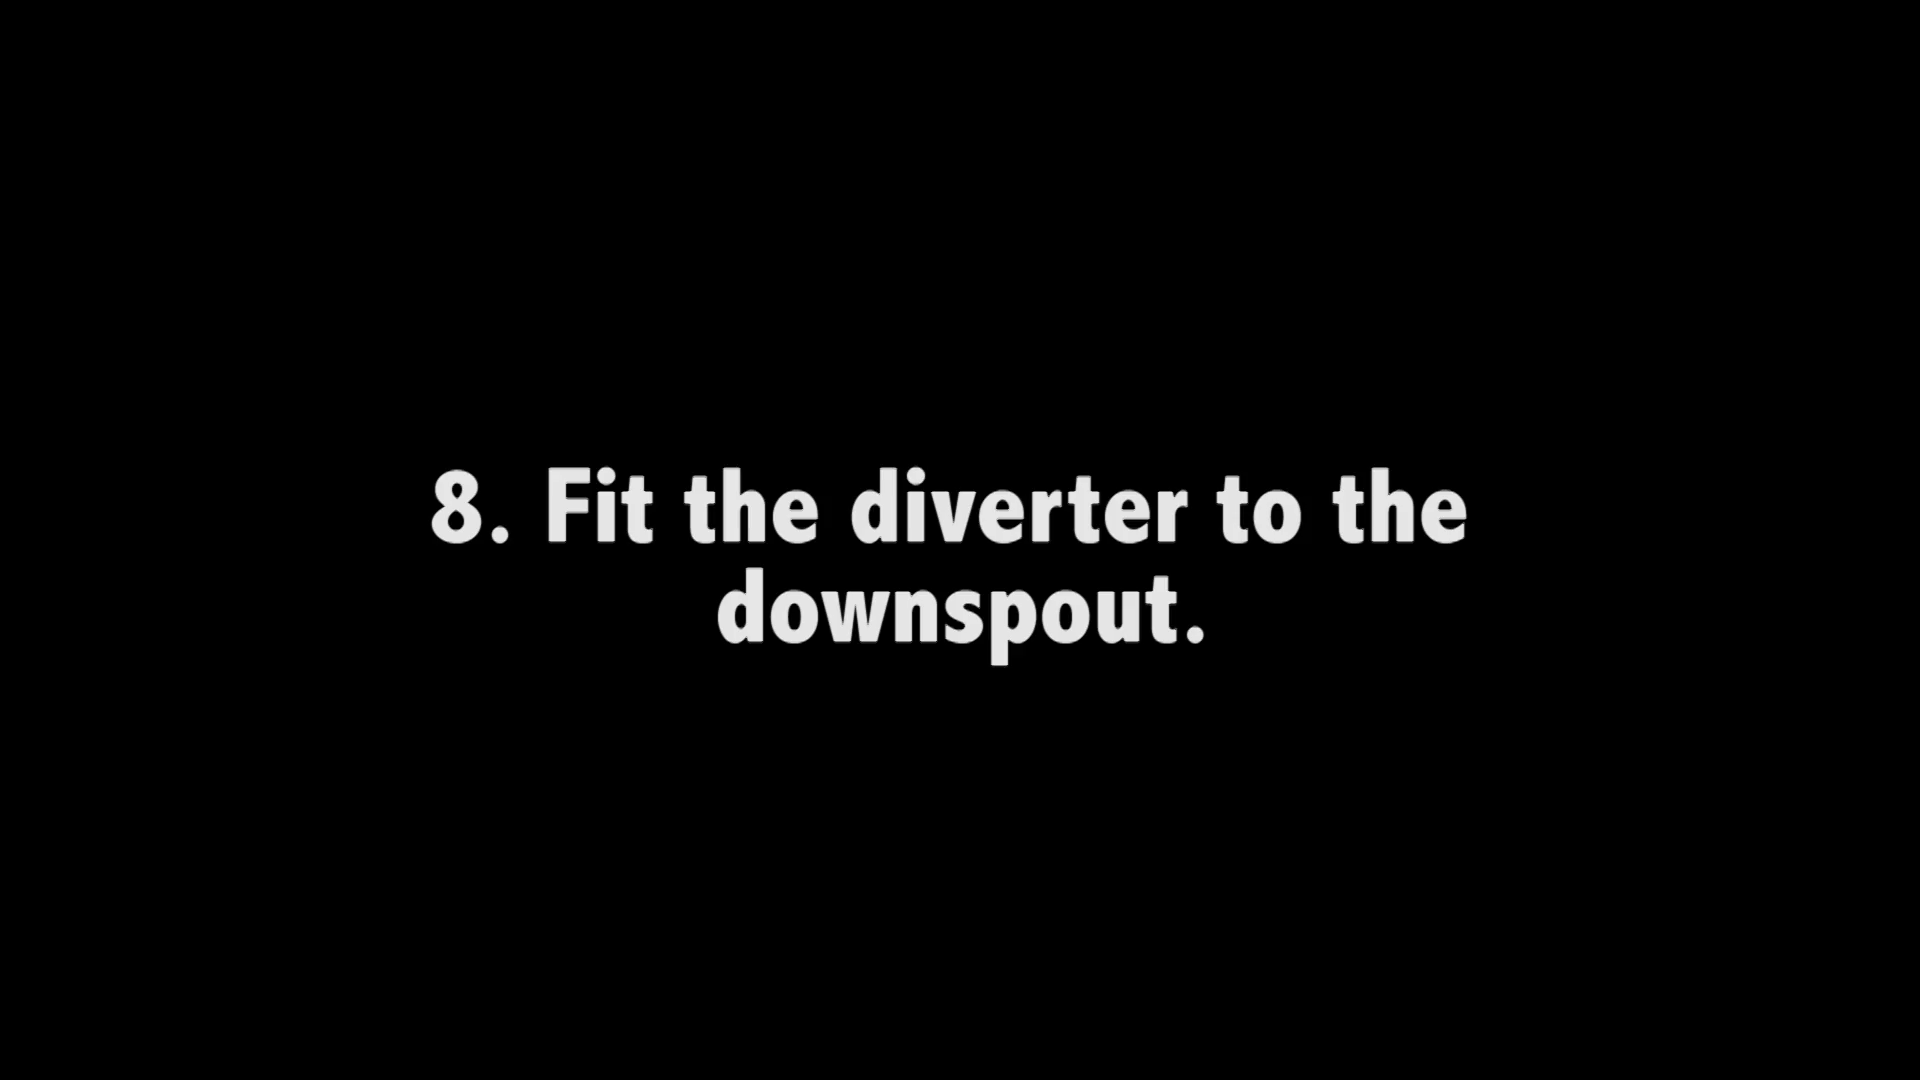 8. Fit the diverter to the
downspout.